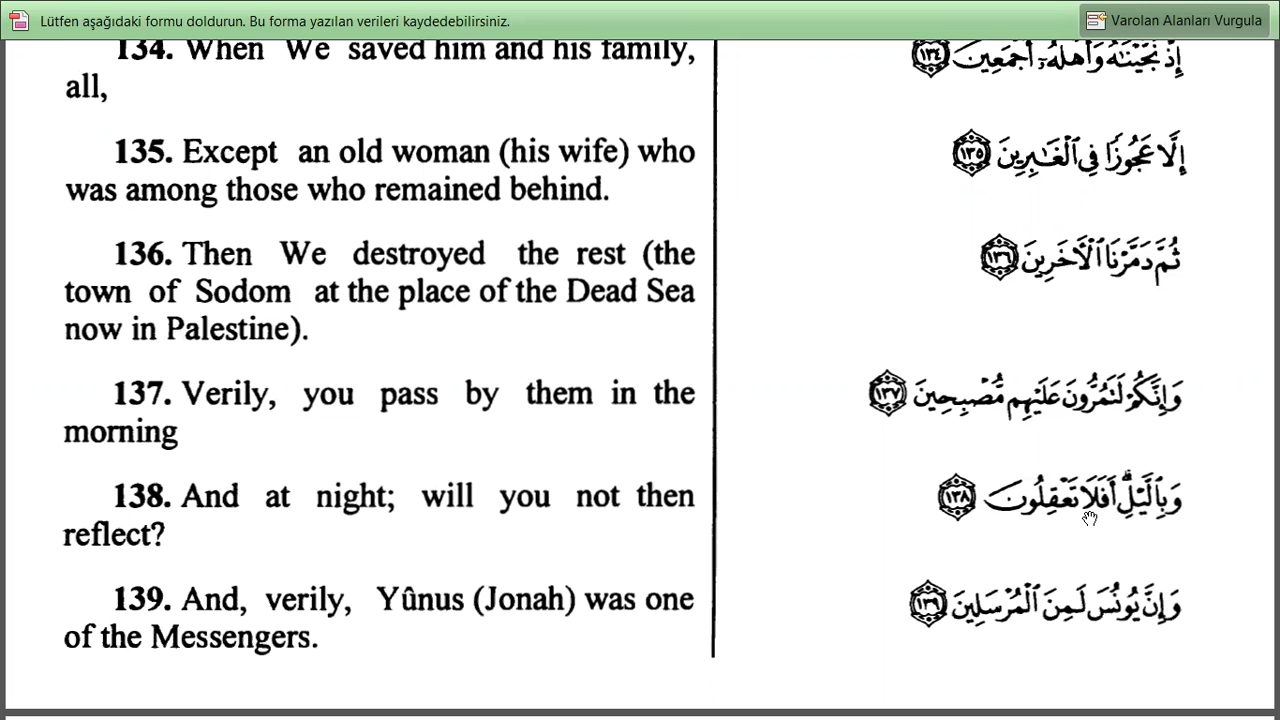 Lütfen aşağıdaki formu doldurun. Bu forma yazılan verileri kaydedebilirsiniz.
Varolan Alanları Vurgula
134. When We saved him and his family,
all,
إِذْ نَجَّيْنَٰهُ وَأَهْلَهُۥٓ أَجْمَعِينَ ١٣٤
135. Except an old woman (his wife) who
was among those who remained behind.
إِلَّا عَجُوزًا فِى ٱلْغَٰبِرِينَ ١٣٥
136. Then We destroyed the rest (the
town of Sodom at the place of the Dead Sea
now in Palestine).
ثُمَّ دَمَّرْنَا ٱلْأَخَرِينَ ١٣٦
137. Verily, you pass by them in the
morning
وَإِنَّكُمْ لَتَمُرُّونَ عَلَيْهِم مُّصْبِحِينَ ١٣٧
138. And at night; will you not then
reflect?
وَبِٱلَّيْلِ ۗ أَفَلَا تَعْقِلُونَ ١٣٨
139. And, verily, Yûnus (Jonah) was one
of the Messengers.
وَإِنَّ يُونُسَ لَمِنَ ٱلْمُرْسَلِينَ ١٣٩